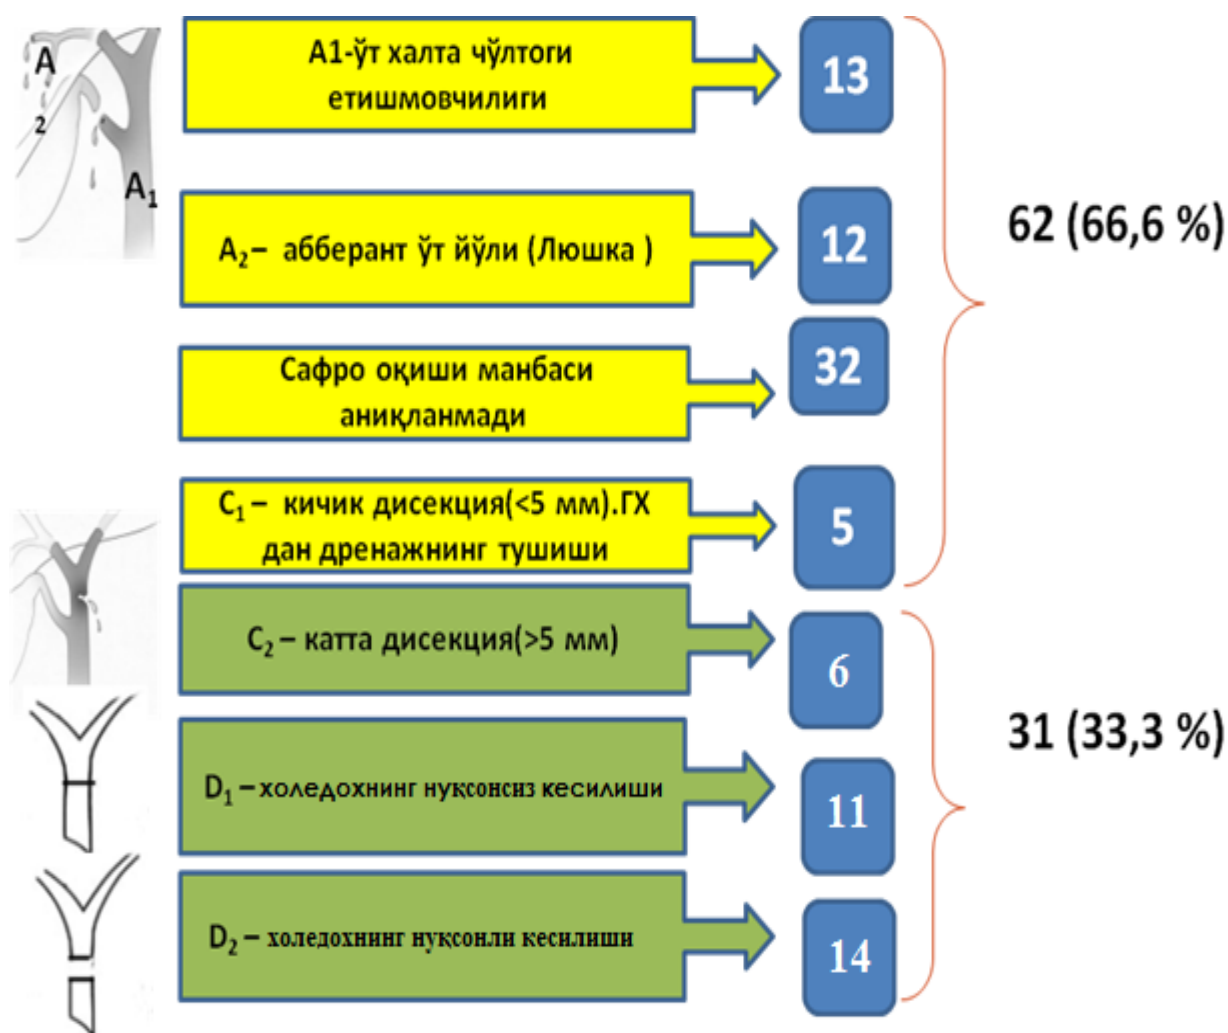 A
2
A₁
А1-ўт халта чўлтоги
етишмовчилиги
13
A₂ – абберант ўт йўли (Люшка )
12
Сафро оқиши манбаси
аниқланмади
32
C₁ – кичик дисекция(<5 мм).ГХ
дан дренажнинг тушиши
5
62 (66,6 %)
C₂ – катта дисекция(>5 мм)
6
D₁ – холедохнинг нуқсонсиз кесилиши
11
D₂ – холедохнинг нуқсонли кесилиши
14
31 (33,3 %)